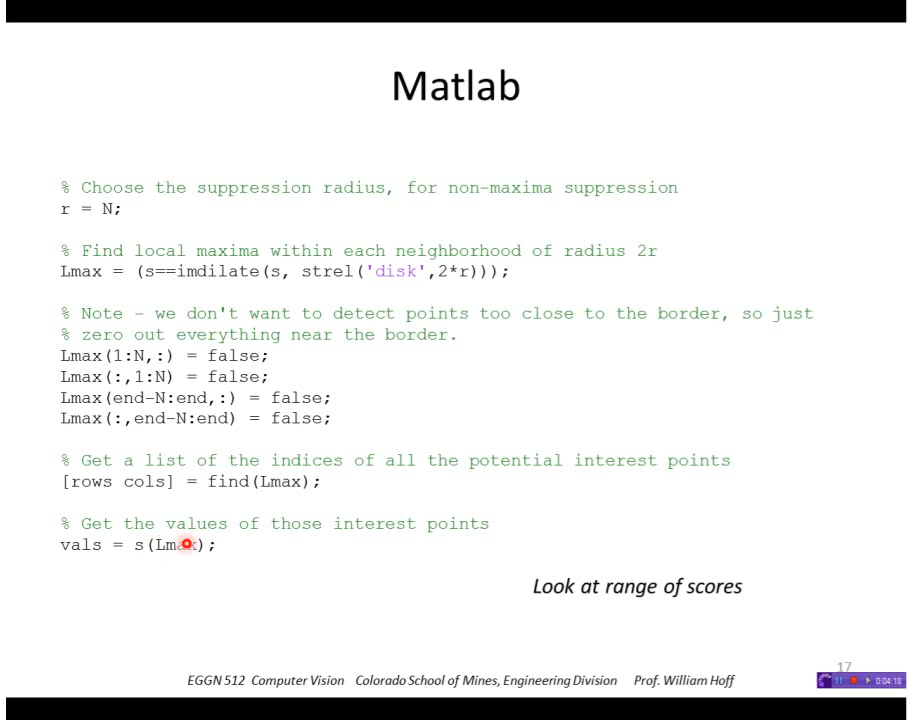 Matlab
% Choose the suppression radius, for non-maxima suppression
r = N;
% Find local maxima within each neighborhood of radius 2r
Lmax = (s==imdilate(s, strel('disk',2*r)));
% Note - we don't want to detect points too close to the border, so just
% zero out everything near the border.
Lmax(1:N,:) = false;
Lmax(:,1:N) = false;
Lmax(end-N:end,:) = false;
Lmax(:,end-N:end) = false;
% Get a list of the indices of all the potential interest points
[rows cols] = find(Lmax);
% Get the values of those interest points
vals = s(Lmax);
Look at range of scores
17
EGGN 512 Computer Vision Colorado School of Mines, Engineering Division Prof. William Hoff
0:04:18